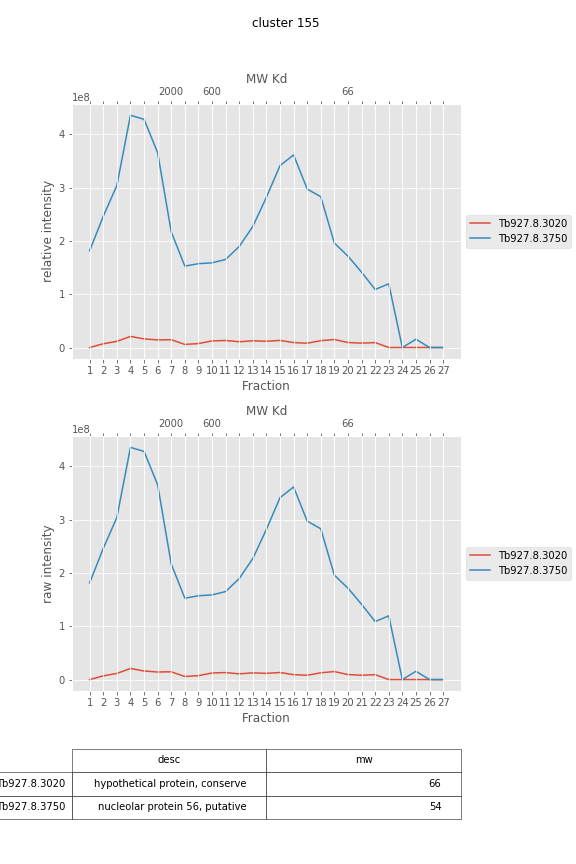 cluster 155
MW Kd
2000 600 66
1e8
4
3
2
1
0
relative intensity
1 2 3 4 5 6 7 8 9 10 11 12 13 14 15 16 17 18 19 20 21 22 23 24 25 26 27
Fraction
Tb927.8.3020
Tb927.8.3750
MW Kd
2000 600 66
1e8
4
3
2
1
0
raw intensity
1 2 3 4 5 6 7 8 9 10 11 12 13 14 15 16 17 18 19 20 21 22 23 24 25 26 27
Fraction
Tb927.8.3020
Tb927.8.3750
desc mw
Tb927.8.3020 hypothetical protein, conserve 66
Tb927.8.3750 nucleolar protein 56, putative 54